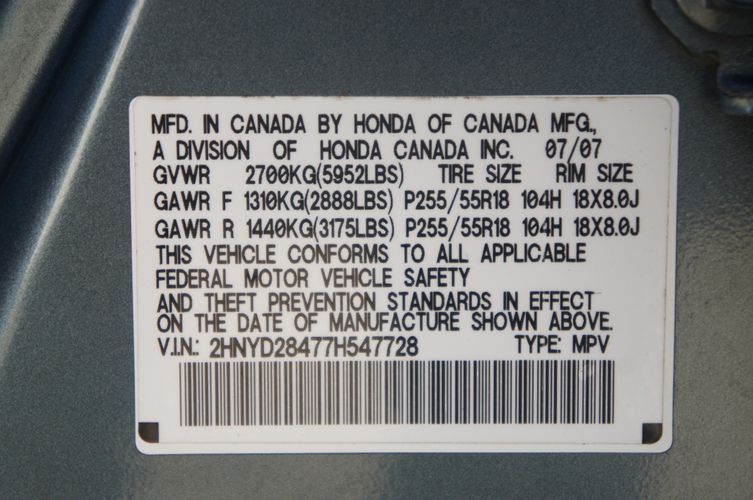 MFD. IN CANADA BY HONDA OF CANADA MFG.,
A DIVISION OF HONDA CANADA INC. 07/07
GVWR 2700KG(5952LBS) TIRE SIZE RIM SIZE
GAWR F 1310KG(2888LBS) P255/55R18 104H 18X8.0J
GAWR R 1440KG(3175LBS) P255/55R18 104H 18X8.0J
THIS VEHICLE CONFORMS TO ALL APPLICABLE
FEDERAL MOTOR VEHICLE SAFETY
AND THEFT PREVENTION STANDARDS IN EFFECT
ON THE DATE OF MANUFACTURE SHOWN ABOVE.
V.I.N.: 2HNYD28477H547728 TYPE: MPV